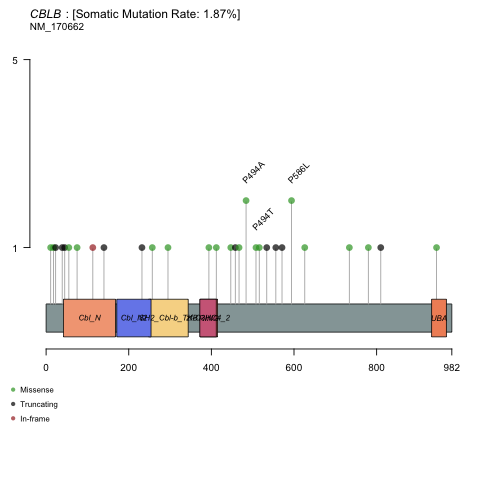 CBLB : [Somatic Mutation Rate: 1.87%]
NM_170662
5
P494A
P586L
P494T
1
Cbl_N
UBA
0
200
400
600
800
982
Missense
Truncating
In-frame